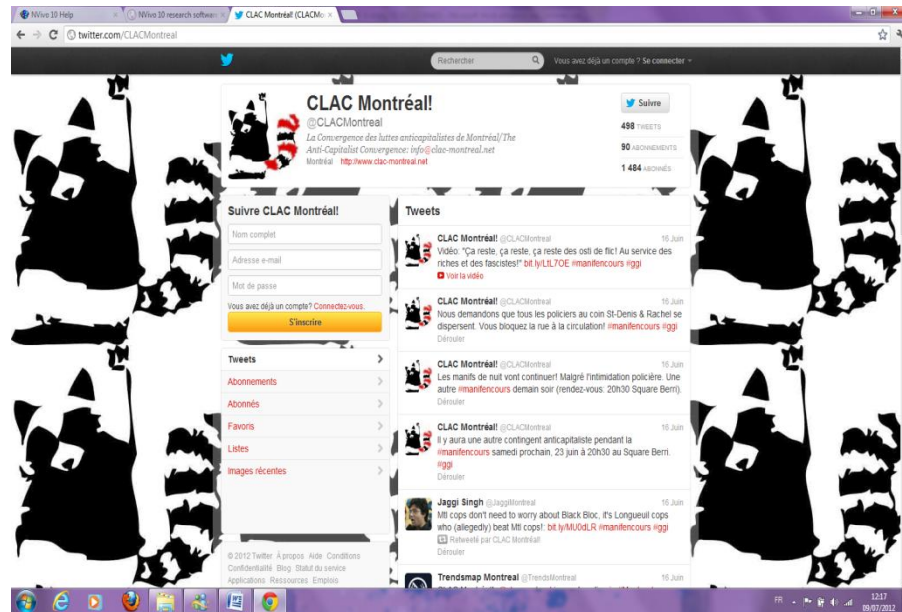 NVivo 10 Help
NVivo 10 research softwar
CLAC Montréal! (CLACMo
twitter.com/CLACMontreal
Rechercher
Vous avez déjà un compte ? Se connecter
CLAC Montréal!
@CLACMontreal
La Convergence des luttes anticapitalistes de Montréal/The
Anti-Capitalist Convergence: info@clac-montreal.net
Montréal http://www.clac-montreal.net
Suivre
498 TWEETS
90 ABONNEMENTS
1 484 ABONNÉS
Suivre CLAC Montréal!
Nom complet
Adresse e-mail
Mot de passe
Vous avez déjà un compte? Connectez-vous.
S'inscrire
Tweets
Abonnements
Abonnés
Favoris
Listes
Images récentes
© 2012 Twitter À propos Aide Conditions
Confidentialité Blog Statut du service
Applications Ressources Emplois
Tweets
CLAC Montréal! @CLACMontreal 16 Juin
Vidéo: "Ça reste, ça reste, ça reste des osti de flic! Au service des
riches et des fascistes!" bit.ly/LtL7OE #manifencours #ggi
Voir la vidéo
CLAC Montréal! @CLACMontreal 16 Juin
Nous demandons que tous les policiers au coin St-Denis & Rachel se
dispersent. Vous bloquez la rue à la circulation! #manifencours #ggi
Dérouler
CLAC Montréal! @CLACMontreal 16 Juin
Les manifs de nuit vont continuer! Malgré l'intimidation policière. Une
autre #manifencours demain soir (rendez-vous: 20h30 Square Berri).
Dérouler
CLAC Montréal! @CLACMontreal 16 Juin
Il y aura une autre contingent anticapitaliste pendant la
#manifencours samedi prochain, 23 juin à 20h30 au Square Berri.
#ggi
Dérouler
Jaggi Singh @JaggiMontreal 16 Juin
Mtl cops don't need to worry about Black Bloc, it's Longueuil cops
who (allegedly) beat Mtl cops!: bit.ly/MU0dLR #manifencours #ggi
Retweeté par CLAC Montréal!
Dérouler
Trendsmap Montreal @TrendsMontreal 16 Juin
FR
12:17
09/07/2012